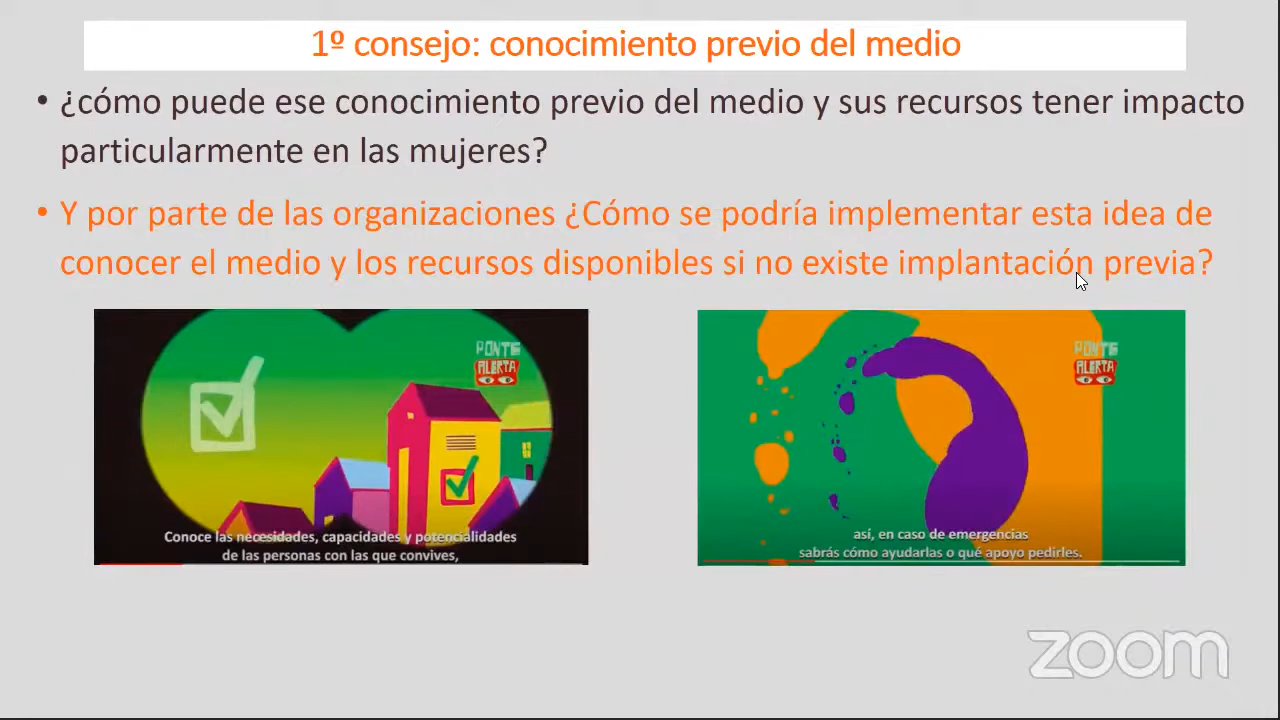 1º consejo: conocimiento previo del medio
• ¿cómo puede ese conocimiento previo del medio y sus recursos tener impacto
particularmente en las mujeres?
• Y por parte de las organizaciones ¿Cómo se podría implementar esta idea de
conocer el medio y los recursos disponibles si no existe implantación previa?
PONTE
ALERTA
Conoce las necesidades, capacidades y potencialidades
de las personas con las que convives,
PONTE
ALERTA
así, en caso de emergencias
sabrás cómo ayudarlas o qué apoyo pedirles.
zoom